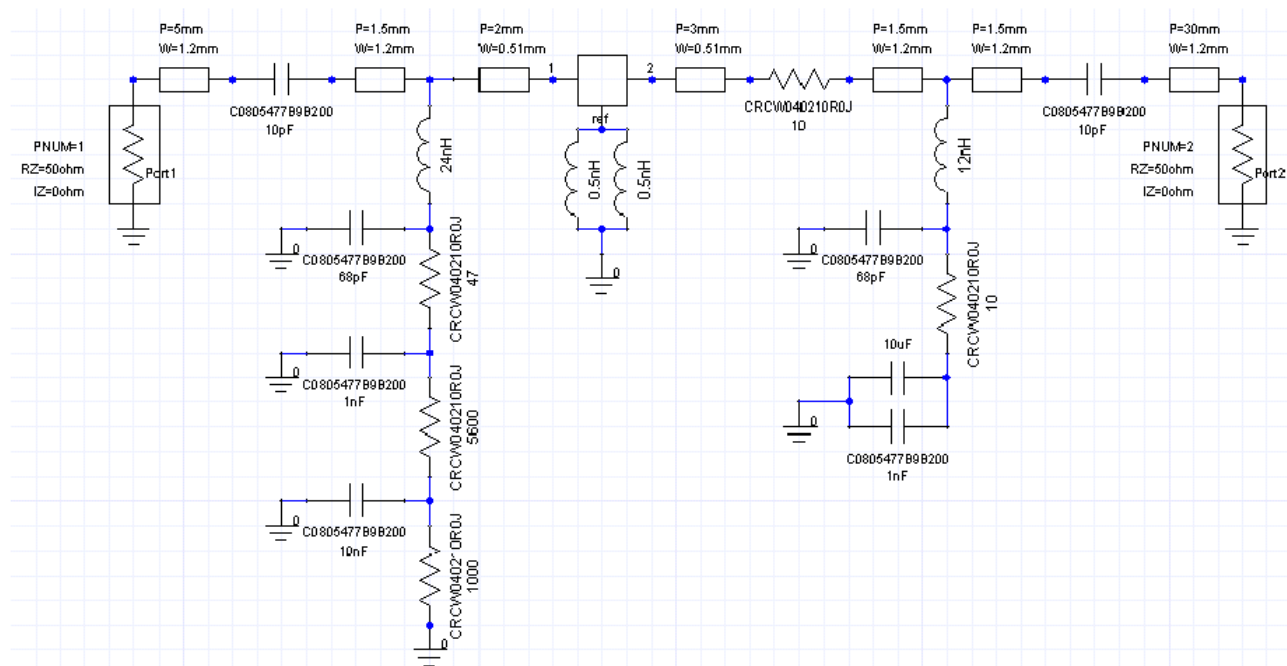 P=5mm
W=1.2mm
P=1.5mm
W=1.2mm
P=2mm
W=0.51mm
P=3mm
W=0.51mm
P=1.5mm
W=1.2mm
P=1.5mm
W=1.2mm
P=30mm
W=1.2mm
1
2
ref
C0805477B9B200
10pF
CRCW040210R0J
10
C0805477B9B200
10pF
PNUM=1
RZ=50ohm
IZ=0ohm
Port1
24nH
0.5nH
0.5nH
12nH
PNUM=2
RZ=50ohm
IZ=0ohm
Port2
0
C0805477B9B200
68pF
CRCW040210R0J
47
0
0
C0805477B9B200
68pF
CRCW040210R0J
10
0
C0805477B9B200
1nF
CRCW040210R0J
5600
10uF
0
C0805477B9B200
1nF
0
C0805477B9B200
10nF
CRCW040210R0J
1000
0